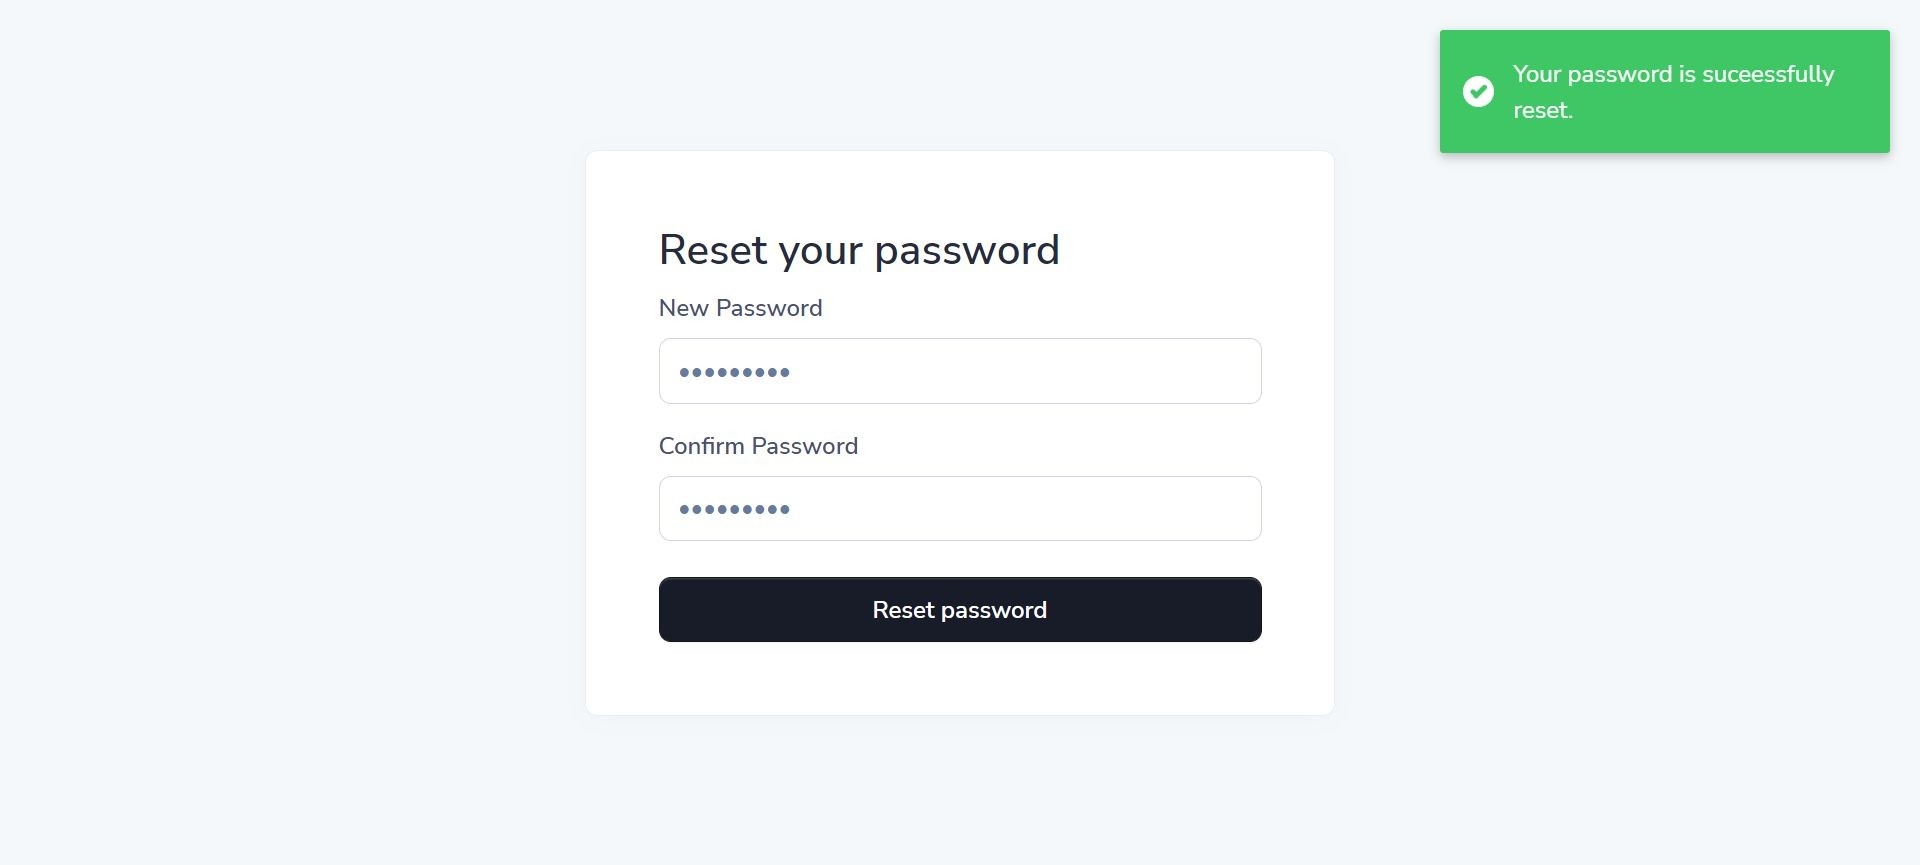 Your password is suceessfully
reset.
Reset your password
New Password
•••••••••
Confirm Password
•••••••••
Reset password